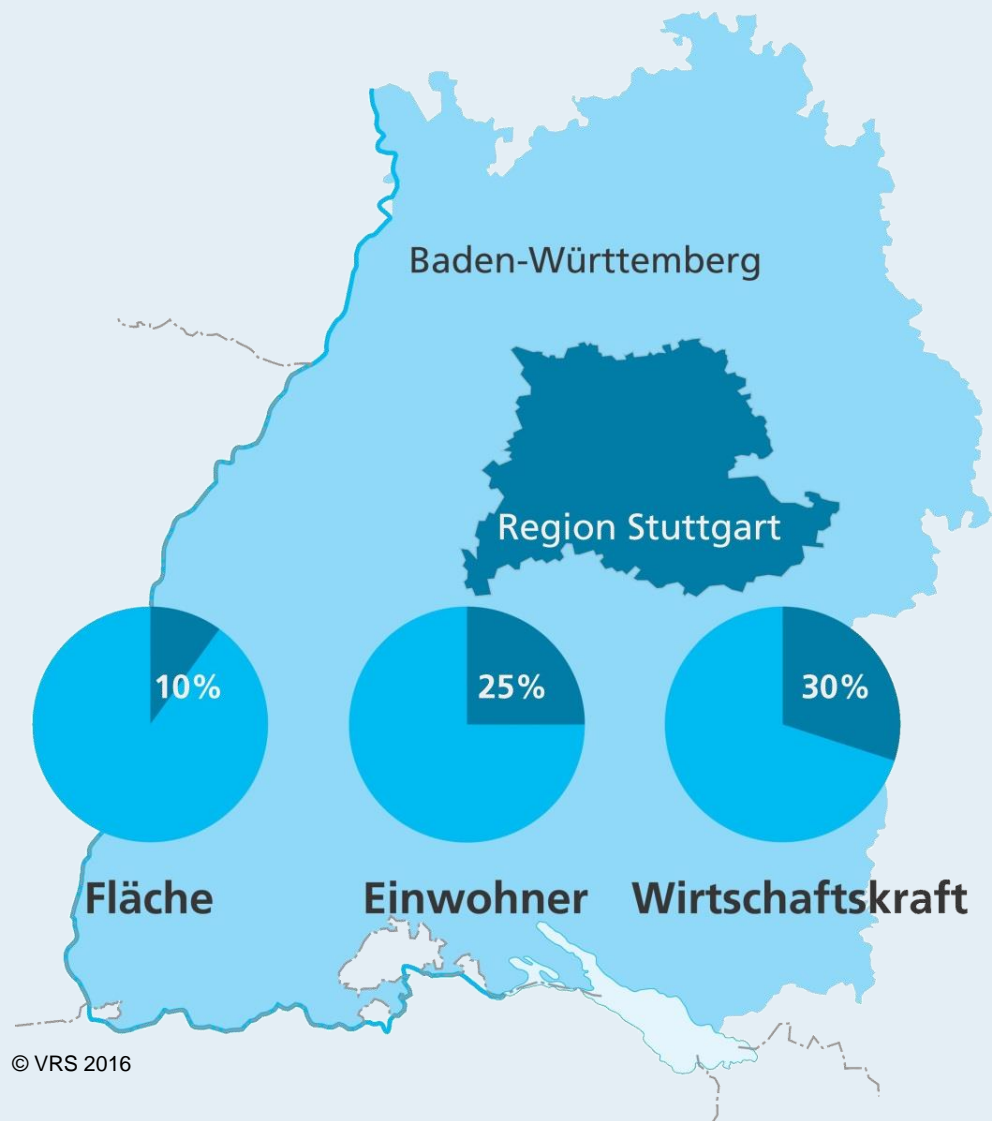 Baden-Württemberg
Region Stuttgart
10%
25%
30%
Fläche
Einwohner
Wirtschaftskraft
© VRS 2016